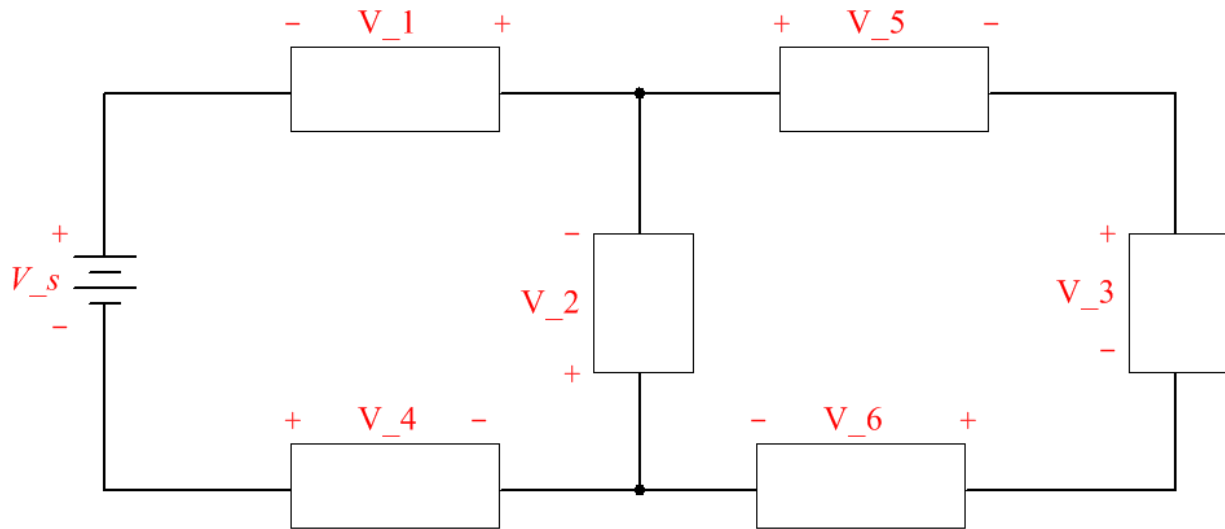 − V_1 +
+ V_5 −
+
V_s
−
−
V_2
+
+
V_3
−
+ V_4 −
− V_6 +